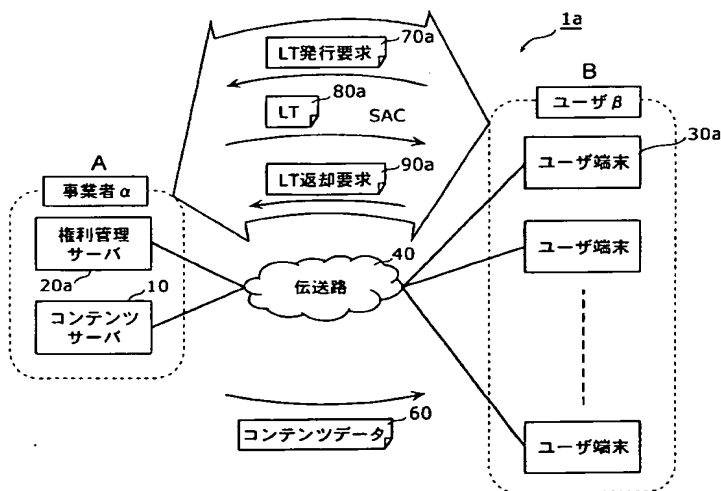 1a
LT発行要求
70a
LT
80a
SAC
LT返却要求
90a
A
事業者α
権利管理
サーバ
20a
10
コンテンツ
サーバ
40
伝送路
60
コンテンツデータ
B
ユーザβ
30a
ユーザ端末
ユーザ端末
ユーザ端末